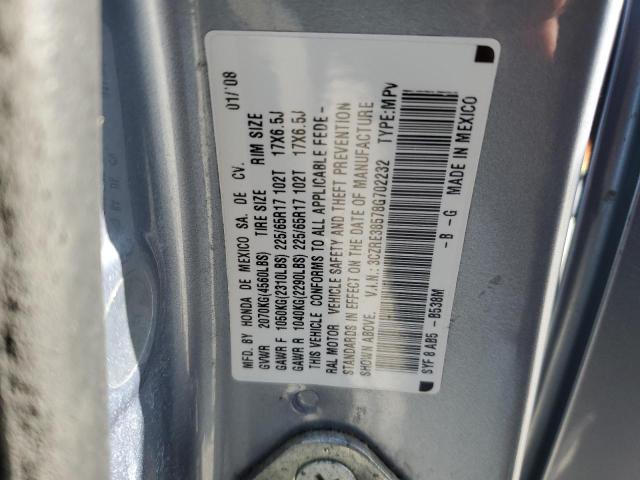 MFD. BY HONDA DE MEXICO SA. DE CV. 01/'08
GVWR 2070KG(4560LBS) TIRE SIZE RIM SIZE
GAWR F 1050KG(2310LBS) 225/65R17 102T 17X6.5J
GAWR R 1040KG(2290LBS) 225/65R17 102T 17X6.5J
THIS VEHICLE CONFORMS TO ALL APPLICABLE FEDE-
RAL MOTOR VEHICLE SAFETY AND THEFT PREVENTION
STANDARDS IN EFFECT ON THE DATE OF MANUFACTURE
SHOWN ABOVE. V.I.N.: 3CZRE38578G702232 TYPE:MPV
SYF 8 AB5 - B538M - B - G MADE IN MEXICO